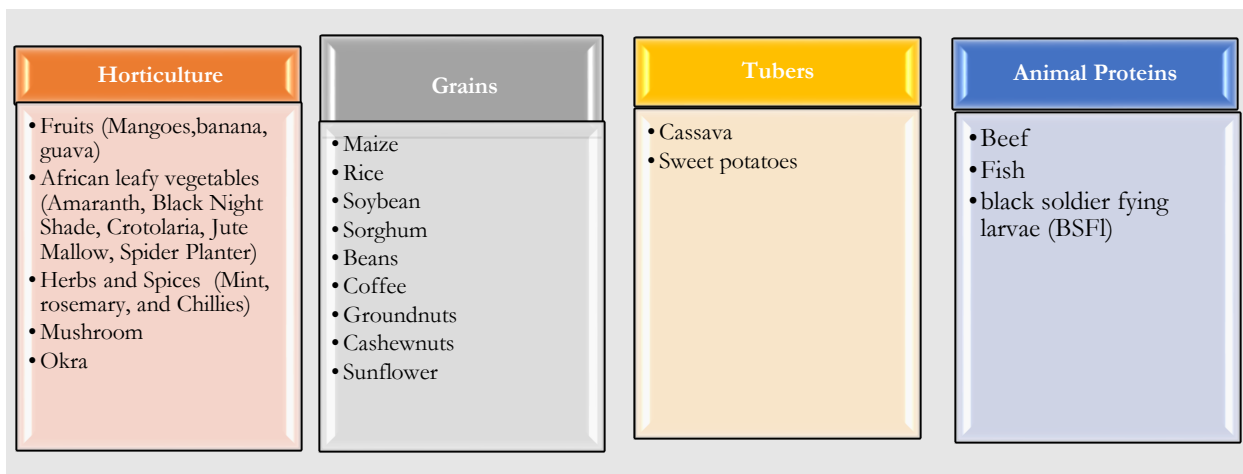 Horticulture
• Fruits (Mangoes,banana,
guava)
• African leafy vegetables
(Amaranth, Black Night
Shade, Crotolaria, Jute
Mallow, Spider Planter)
• Herbs and Spices (Mint,
rosemary, and Chillies)
• Mushroom
• Okra
Grains
• Maize
• Rice
• Soybean
• Sorghum
• Beans
• Coffee
• Groundnuts
• Cashewnuts
• Sunflower
Tubers
• Cassava
• Sweet potatoes
Animal Proteins
• Beef
• Fish
• black soldier fying
larvae (BSFl)